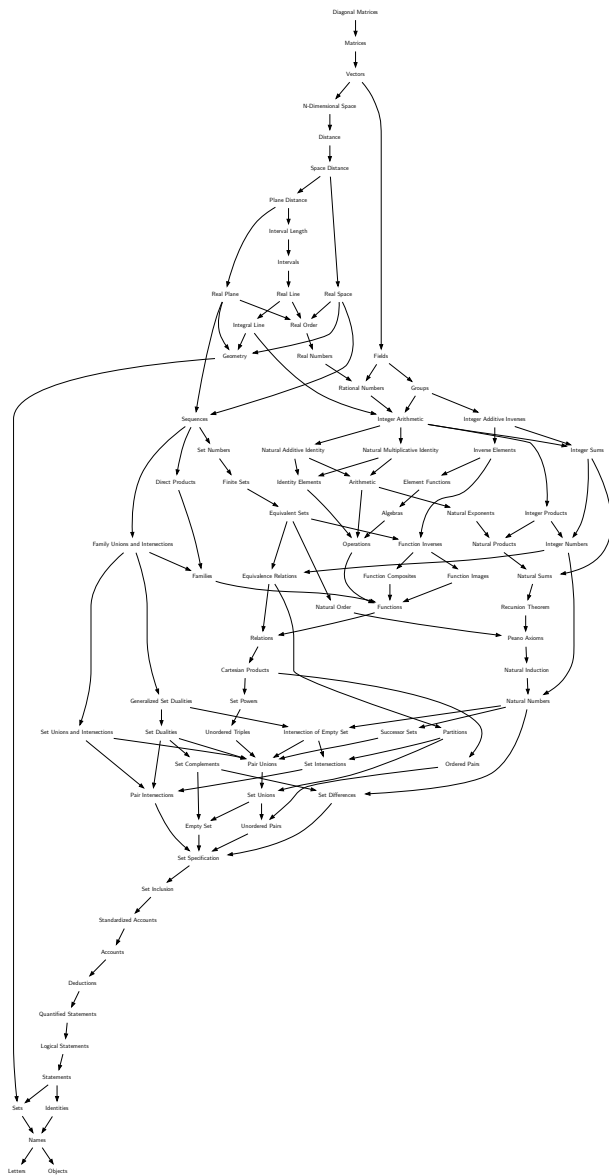 Diagonal Matrices
Matrices
Vectors
N-Dimensional Space
Distance
Space Distance
Plane Distance
Interval Length
Intervals
Real Plane
Real Line
Real Space
Integral Line
Real Order
Geometry
Real Numbers
Fields
Rational Numbers
Groups
Sequences
Integer Arithmetic
Integer Additive Inverses
Set Numbers
Natural Additive Identity
Natural Multiplicative Identity
Inverse Elements
Integer Sums
Direct Products
Finite Sets
Identity Elements
Arithmetic
Element Functions
Equivalent Sets
Algebras
Natural Exponents
Integer Products
Family Unions and Intersections
Operations
Function Inverses
Natural Products
Integer Numbers
Families
Equivalence Relations
Function Composites
Function Images
Natural Sums
Natural Order
Functions
Recursion Theorem
Relations
Peano Axioms
Cartesian Products
Natural Induction
Generalized Set Dualities
Set Powers
Natural Numbers
Set Unions and Intersections
Set Dualities
Unordered Triples
Intersection of Empty Set
Successor Sets
Partitions
Set Complements
Pair Unions
Set Intersections
Ordered Pairs
Pair Intersections
Set Unions
Set Differences
Empty Set
Unordered Pairs
Set Specification
Set Inclusion
Standardized Accounts
Accounts
Deductions
Quantified Statements
Logical Statements
Statements
Sets
Identities
Names
Letters
Objects